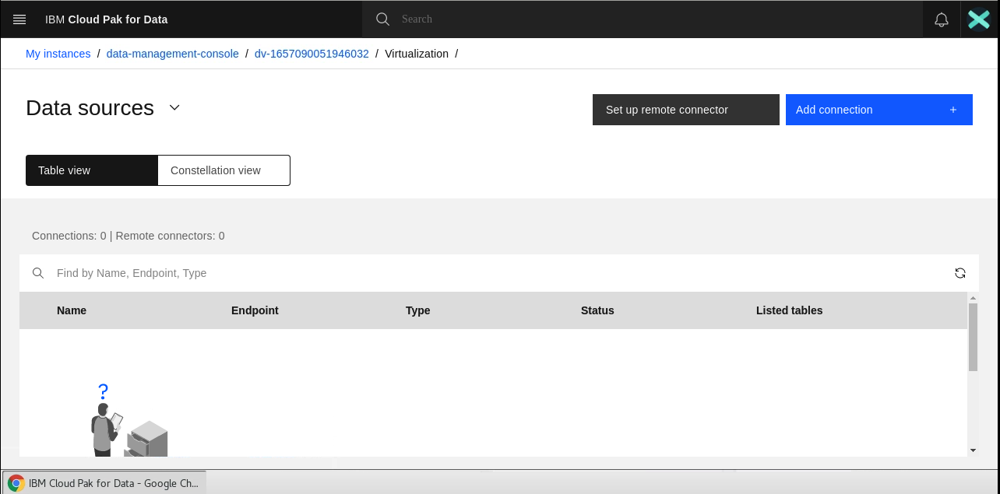 IBM Cloud Pak for Data
Search
My instances / data-management-console / dv-1657090051946032 / Virtualization /
Data sources
Set up remote connector
Add connection +
Table view
Constellation view
Connections: 0 | Remote connectors: 0
Find by Name, Endpoint, Type
Name Endpoint Type Status Listed tables
?
IBM Cloud Pak for Data - Google Ch...